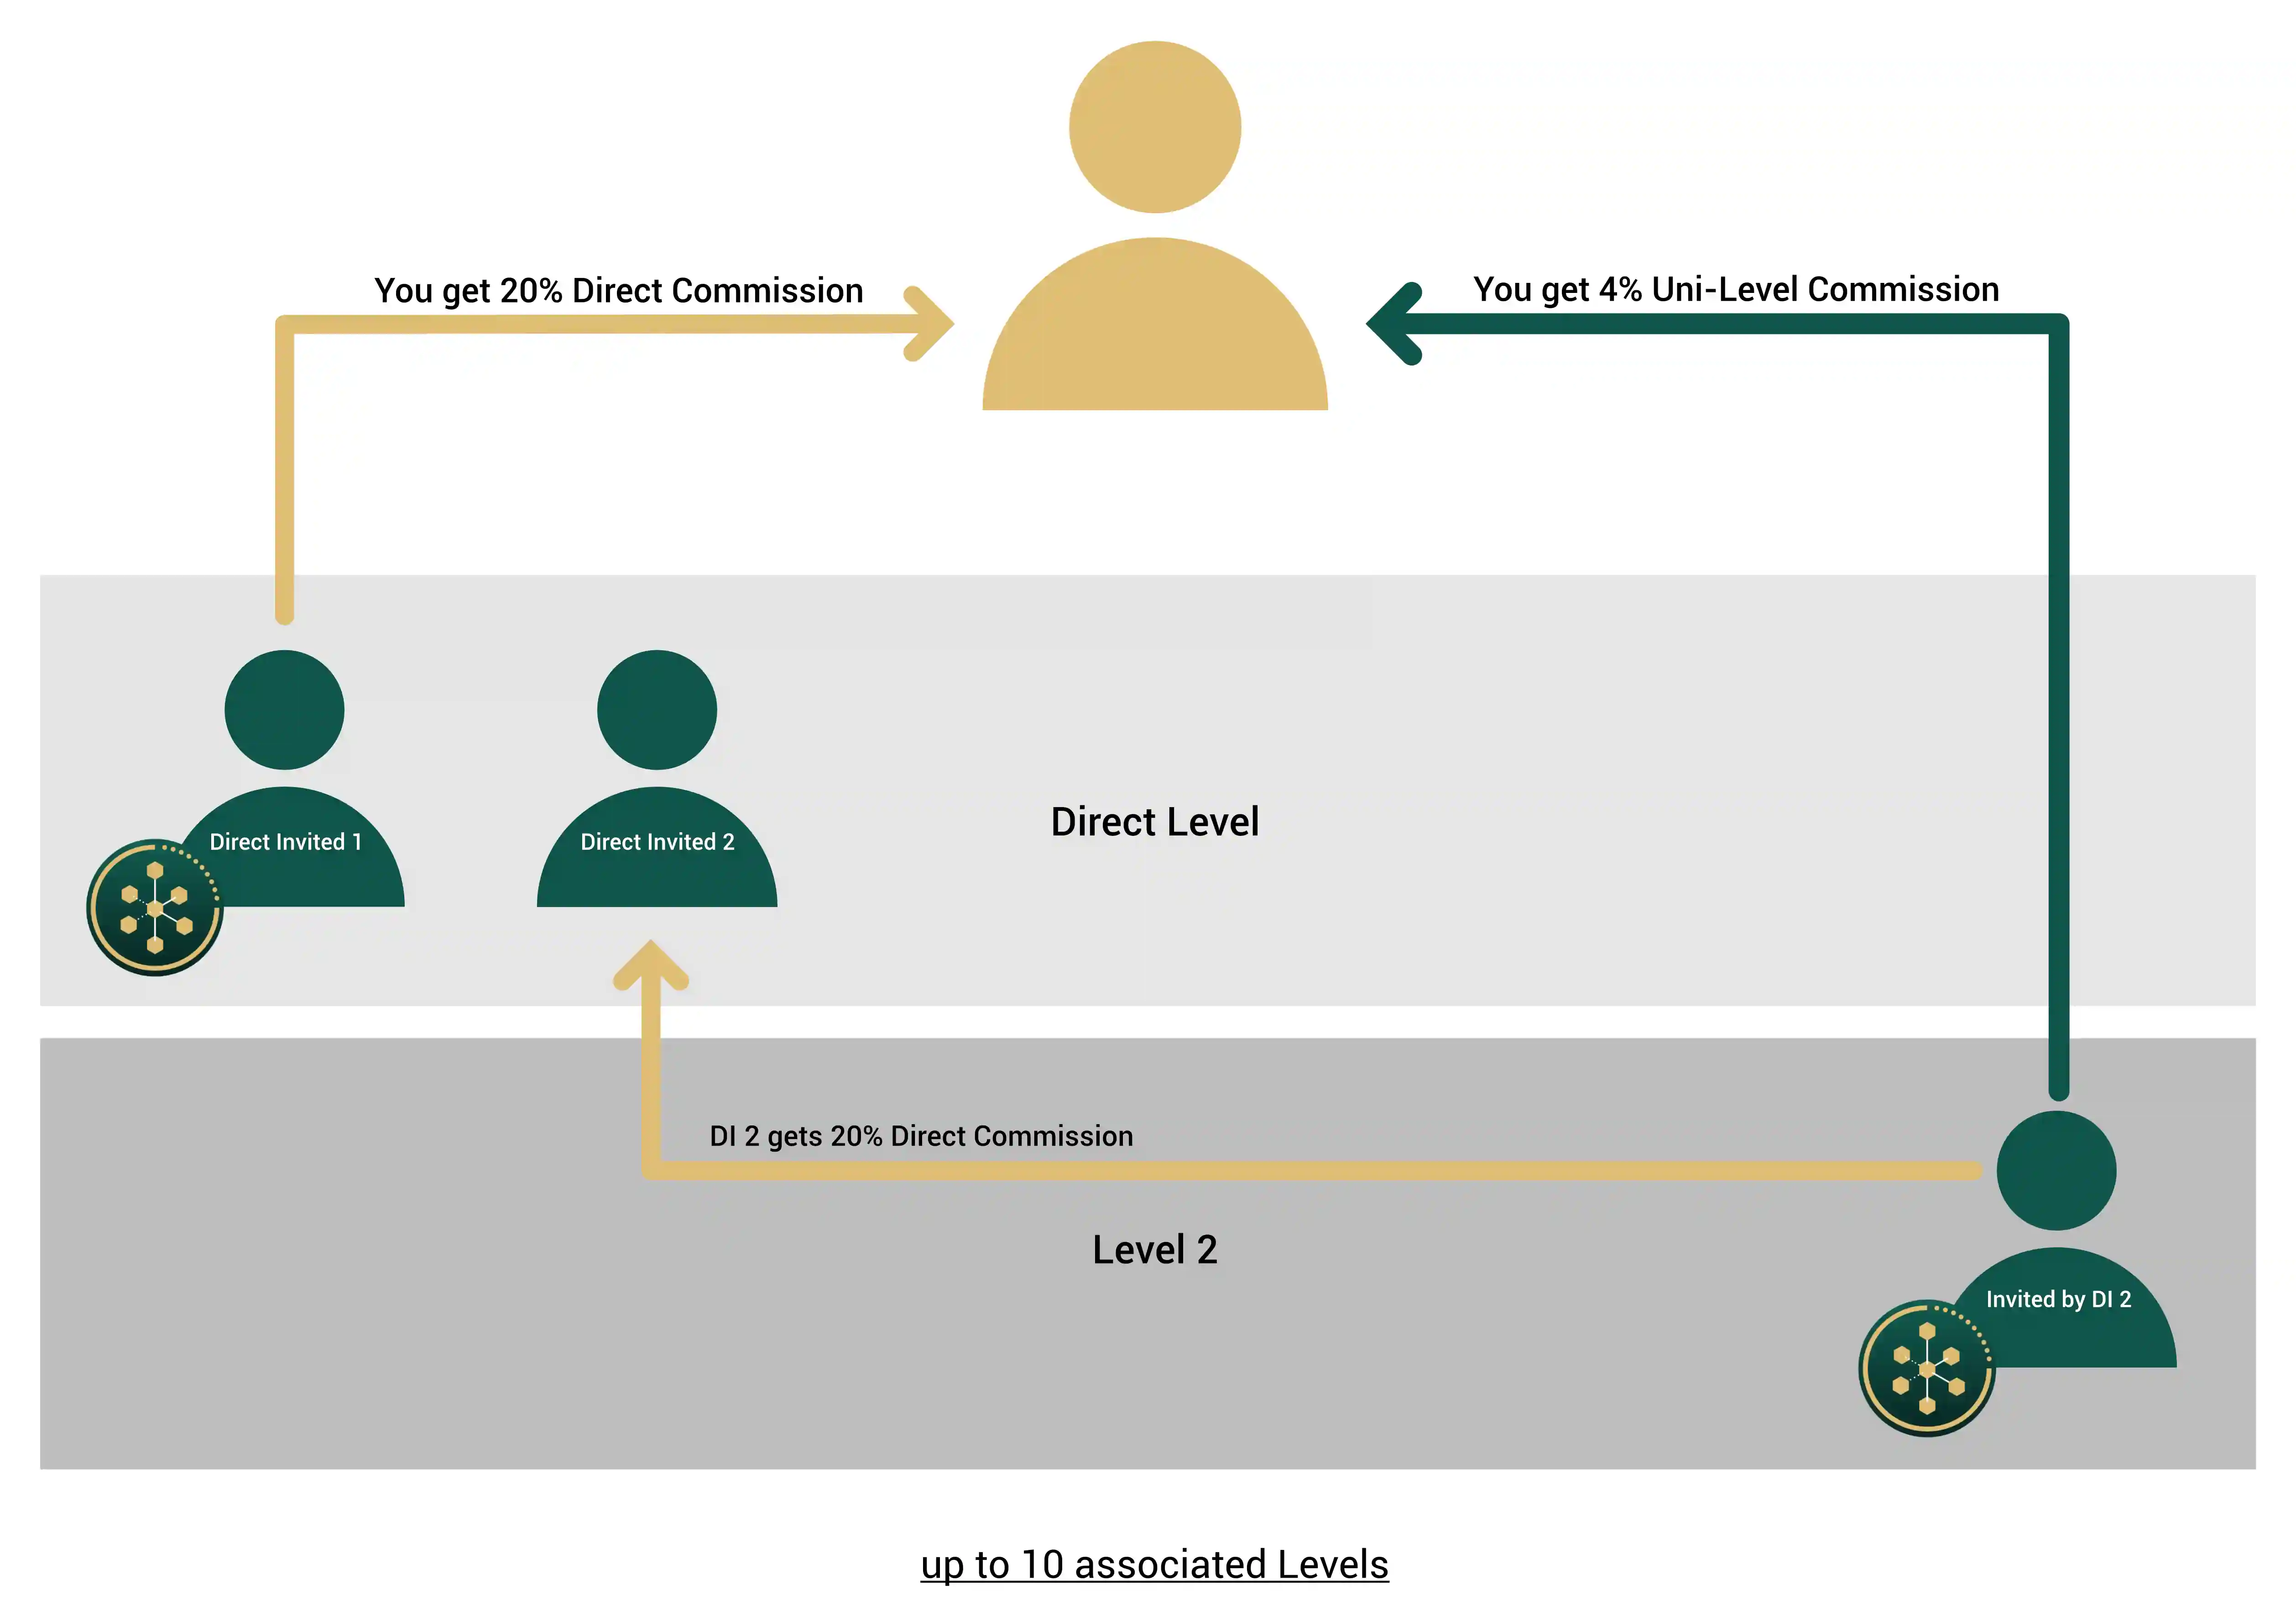 You get 20% Direct Commission
You get 4% Uni-Level Commission
Direct Invited 1
Direct Invited 2
Direct Level
DI 2 gets 20% Direct Commission
Level 2
Invited by DI 2
up to 10 associated Levels